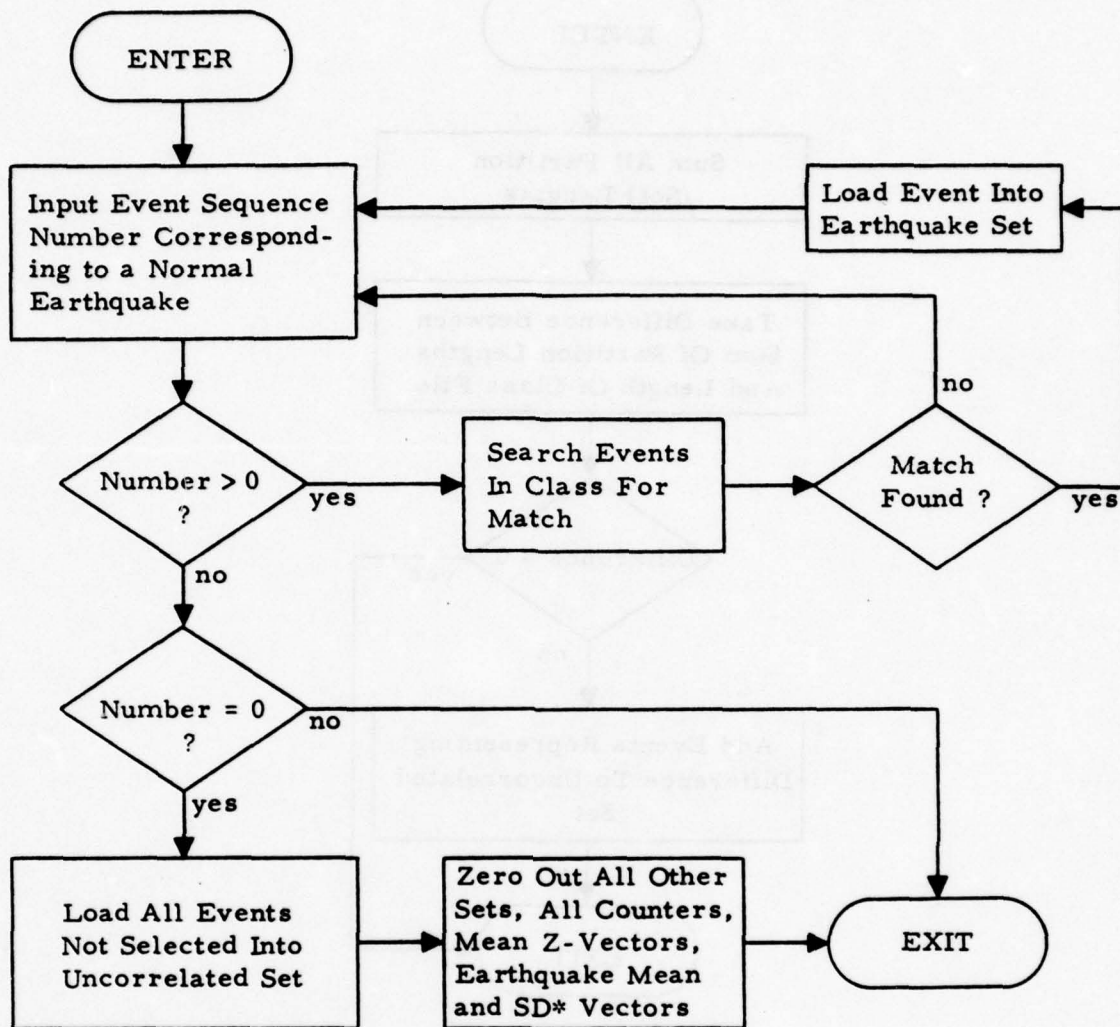 ENTER
Input Event Sequence
Number Correspond-
ing to a Normal
Earthquake
Load Event Into
Earthquake Set
no
Number > 0
?
yes
Search Events
In Class For
Match
Match
Found ?
yes
no
Number = 0
?
no
yes
Load All Events
Not Selected Into
Uncorrelated Set
Zero Out All Other
Sets, All Counters,
Mean Z-Vectors,
Earthquake Mean
and SD* Vectors
EXIT